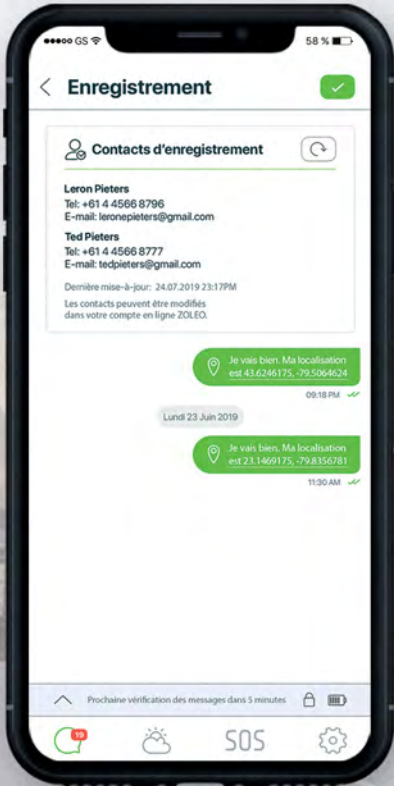 GS 58 %
Enregistrement
Contacts d'enregistrement
Leron Pieters
Tel: +61 4 4566 8796
E-mail: leronepieters@gmail.com
Ted Pieters
Tel: +61 4 4566 8777
E-mail: tedpieters@gmail.com
Dernière mise-à-jour: 24.07.2019 23:17PM
Les contacts peuvent être modifiés
dans votre compte en ligne ZOLEO.
Je vais bien. Ma localisation
est 43.6246175, -79.5064624
09:18 PM
Lundi 23 Juin 2019
Je vais bien. Ma localisation
est 23.1469175, -79.8356781
11:30 AM
Prochaine vérification des messages dans 5 minutes
19
SOS